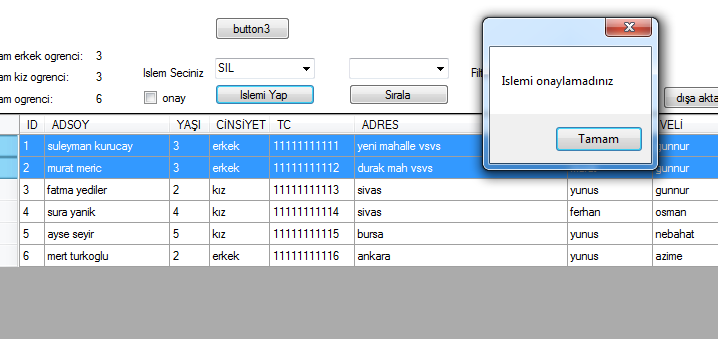 button3
am erkek ogrenci: 3
am kiz ogrenci: 3
am ogrenci: 6
Islem Seciniz SIL
onay
Islemi Yap
Sırala
Filt
dışa akta
Islemi onaylamadınız
Tamam
ID ADSOY YAŞI CİNSİYET TC ADRES VELİ
1 suleyman kurucay 3 erkek 11111111111 yeni mahalle vsvs gunnur
2 murat meric 3 erkek 11111111112 durak mah vsvs gunnur
3 fatma yediler 2 kız 11111111113 sivas yunus gunnur
4 sura yanik 4 kız 11111111114 sivas ferhan osman
5 ayse seyir 5 kız 11111111115 bursa yunus nebahat
6 mert turkoglu 2 erkek 11111111116 ankara yunus azime